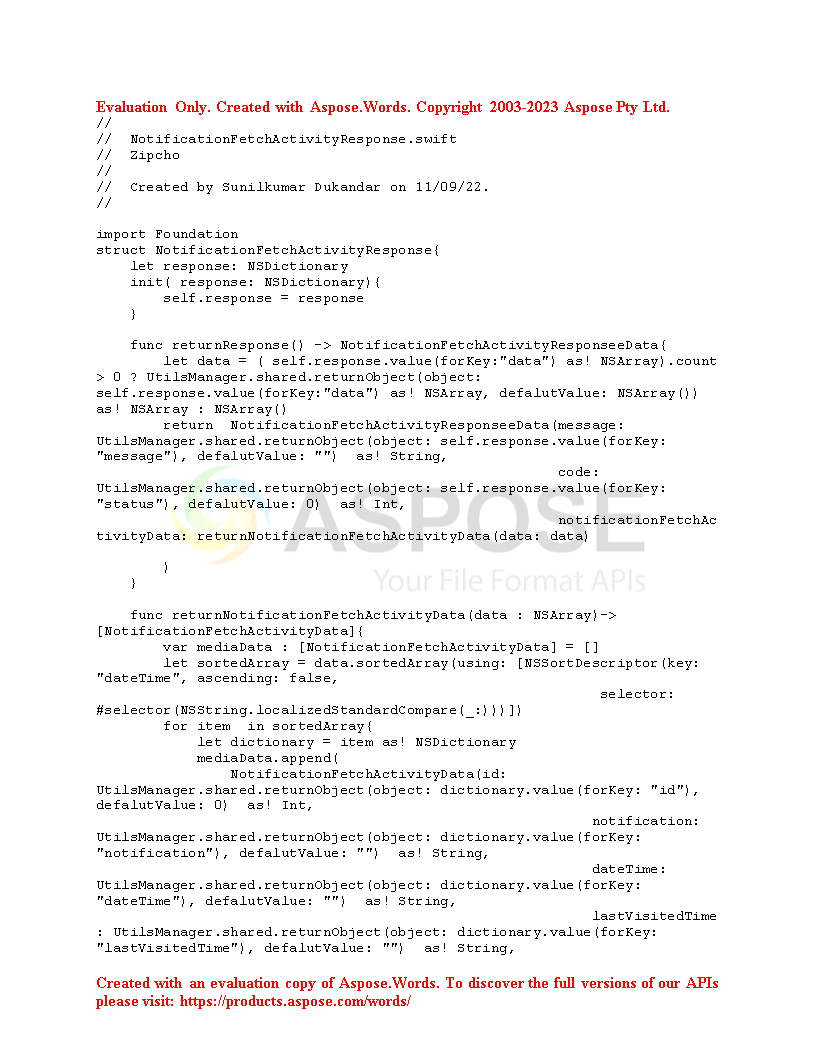 Evaluation Only. Created with Aspose.Words. Copyright 2003-2023 Aspose Pty Ltd.
//
//  NotificationFetchActivityResponse.swift
//  Zipcho
//
//  Created by Sunilkumar Dukandar on 11/09/22.
//
import Foundation
struct NotificationFetchActivityResponse{
    let response: NSDictionary
    init( response: NSDictionary){
        self.response = response
    }
    func returnResponse() -> NotificationFetchActivityResponseeData{
        let data = ( self.response.value(forKey:"data") as! NSArray).count
> 0 ? UtilsManager.shared.returnObject(object:
self.response.value(forKey:"data") as! NSArray, defalutValue: NSArray())
as! NSArray : NSArray()
        return  NotificationFetchActivityResponseeData(message:
UtilsManager.shared.returnObject(object: self.response.value(forKey:
"message"), defalutValue: "")  as! String,
                                                       code:
UtilsManager.shared.returnObject(object: self.response.value(forKey:
"status"), defalutValue: 0)  as! Int,
                                                       notificationFetchAc
tivityData: returnNotificationFetchActivityData(data: data)
ASPOSE
Your File Format APIs
        )
    }
    func returnNotificationFetchActivityData(data : NSArray)->
[NotificationFetchActivityData]{
        var mediaData : [NotificationFetchActivityData] = []
        let sortedArray = data.sortedArray(using: [NSSortDescriptor(key:
"dateTime", ascending: false,
                                                            selector:
#selector(NSString.localizedStandardCompare(_:)))])
        for item  in sortedArray{
            let dictionary = item as! NSDictionary
            mediaData.append(
                NotificationFetchActivityData(id:
UtilsManager.shared.returnObject(object: dictionary.value(forKey: "id"),
defalutValue: 0)  as! Int,
                                                           notification:
UtilsManager.shared.returnObject(object: dictionary.value(forKey:
"notification"), defalutValue: "")  as! String,
                                                           dateTime:
UtilsManager.shared.returnObject(object: dictionary.value(forKey:
"dateTime"), defalutValue: "")  as! String,
                                                           lastVisitedTime
: UtilsManager.shared.returnObject(object: dictionary.value(forKey:
"lastVisitedTime"), defalutValue: "")  as! String,
Created with an evaluation copy of Aspose.Words. To discover the full versions of our APIs
please visit: https://products.aspose.com/words/